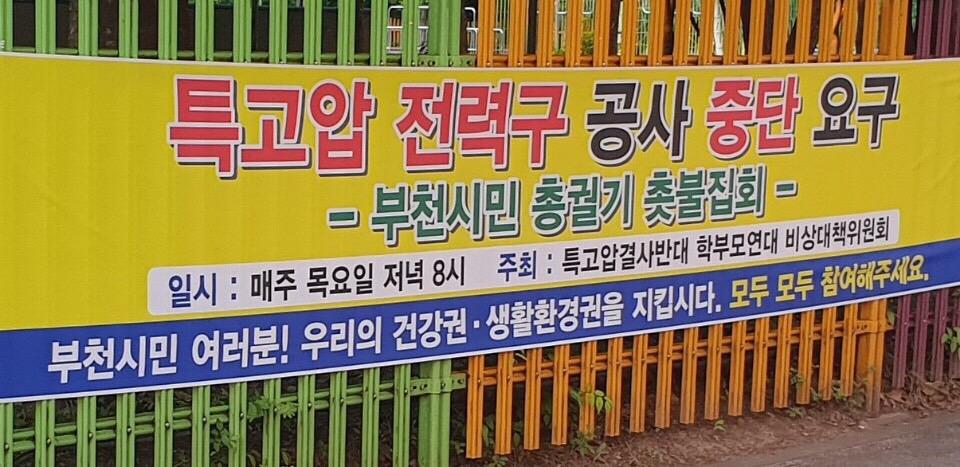 특고압 전력구 공사 중단 요구
- 부천시민 총궐기 촛불집회 -
일시 : 매주 목요일 저녁 8시 주최 : 특고압결사반대 학부모연대 비상대책위원회
부천시민 여러분! 우리의 건강권·생활환경권을 지킵시다. 모두 모두 참여해주세요.